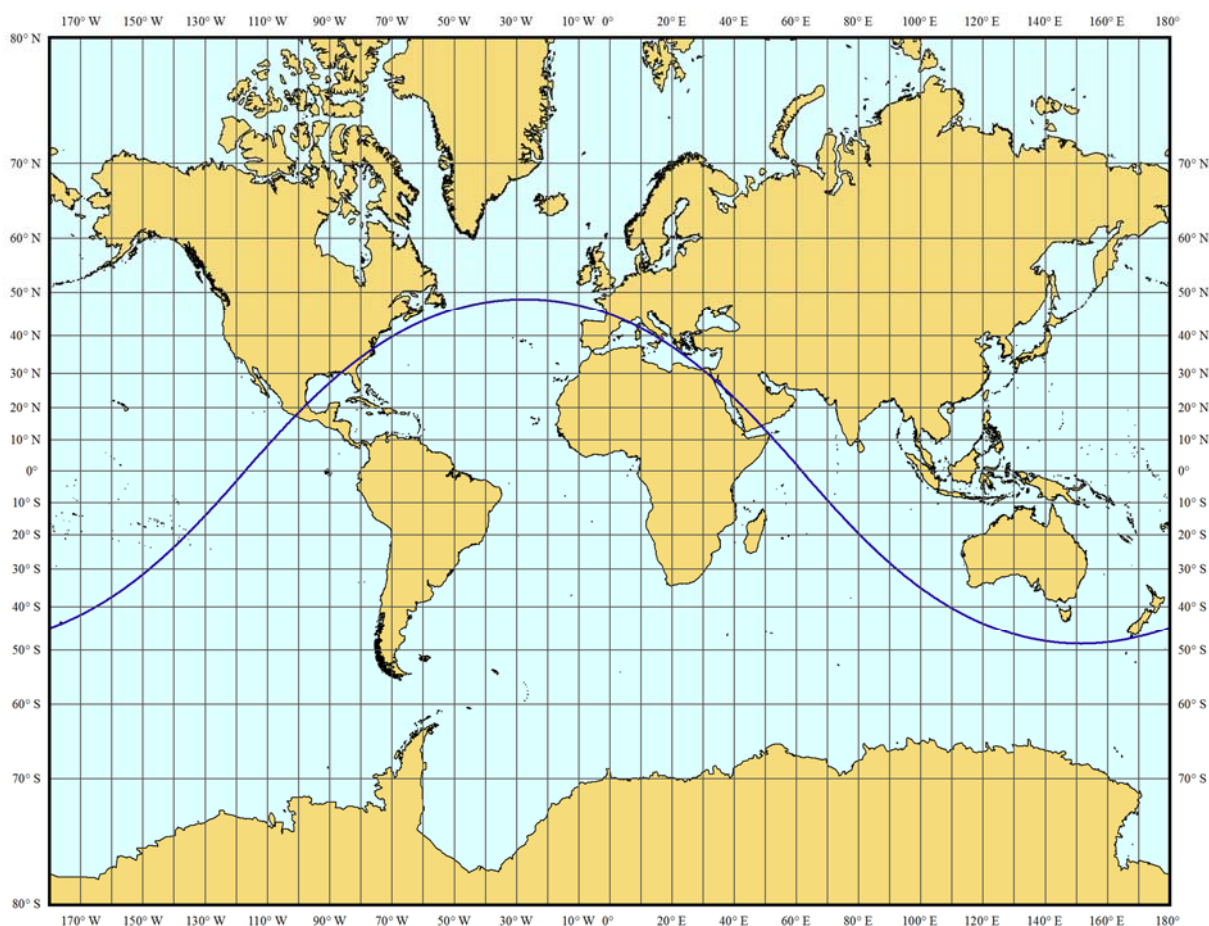 170° W 150° W 130° W 110° W 90° W 70° W 50° W 30° W 10° W 0° 20° E 40° E 60° E 80° E 100° E 120° E 140° E 160° E 180°
80° N
70° N 70° N
60° N 60° N
50° N 50° N
40° N 40° N
30° N 30° N
20° N 20° N
10° N 10° N
0° 0°
10° S 10° S
20° S 20° S
30° S 30° S
40° S 40° S
50° S 50° S
60° S 60° S
70° S 70° S
80° S
170° W 150° W 130° W 110° W 90° W 70° W 50° W 30° W 10° W 0° 20° E 40° E 60° E 80° E 100° E 120° E 140° E 160° E 180°